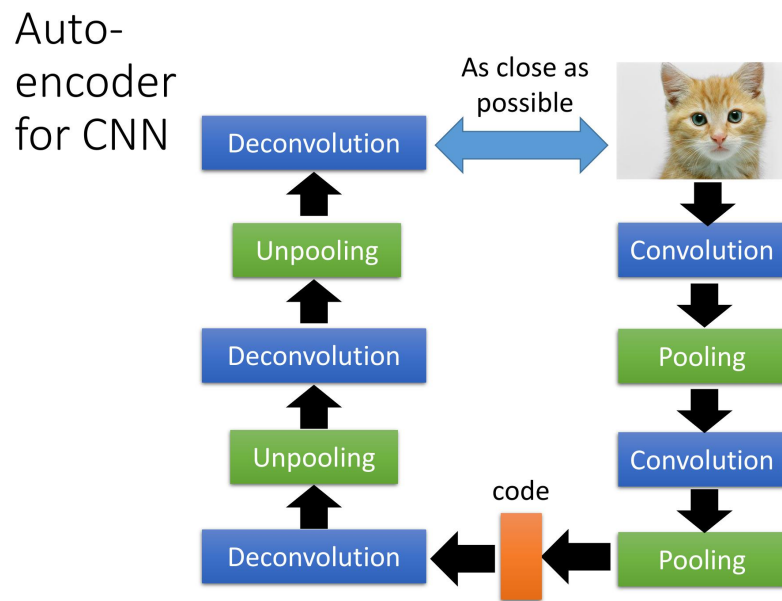 Auto-
encoder
for CNN
As close as
possible
Deconvolution
Unpooling
Deconvolution
Unpooling
Deconvolution
code
Convolution
Pooling
Convolution
Pooling